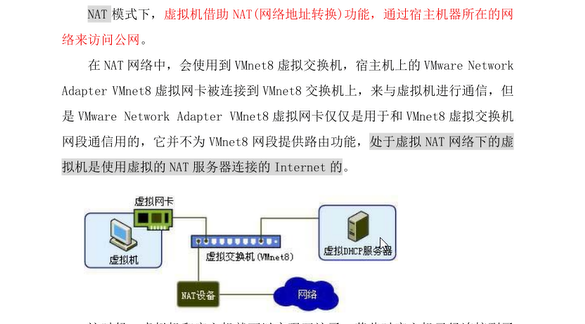 NAT 模式下，虚拟机借助 NAT(网络地址转换)功能，通过宿主机器所在的网
络来访问公网。
在 NAT 网络中，会使用到 VMnet8 虚拟交换机，宿主机上的 VMware Network
Adapter VMnet8 虚拟网卡被连接到 VMnet8 交换机上，来与虚拟机进行通信，但
是 VMware Network Adapter VMnet8 虚拟网卡仅仅是用于和 VMnet8 虚拟交换机
网段通信用的，它并不为 VMnet8 网段提供路由功能，处于虚拟 NAT 网络下的虚
拟机是使用虚拟的 NAT 服务器连接的 Internet 的。
虚拟网卡
虚拟机
虚拟交换机(VMnet8)
虚拟DHCP服务器
NAT设备
网络